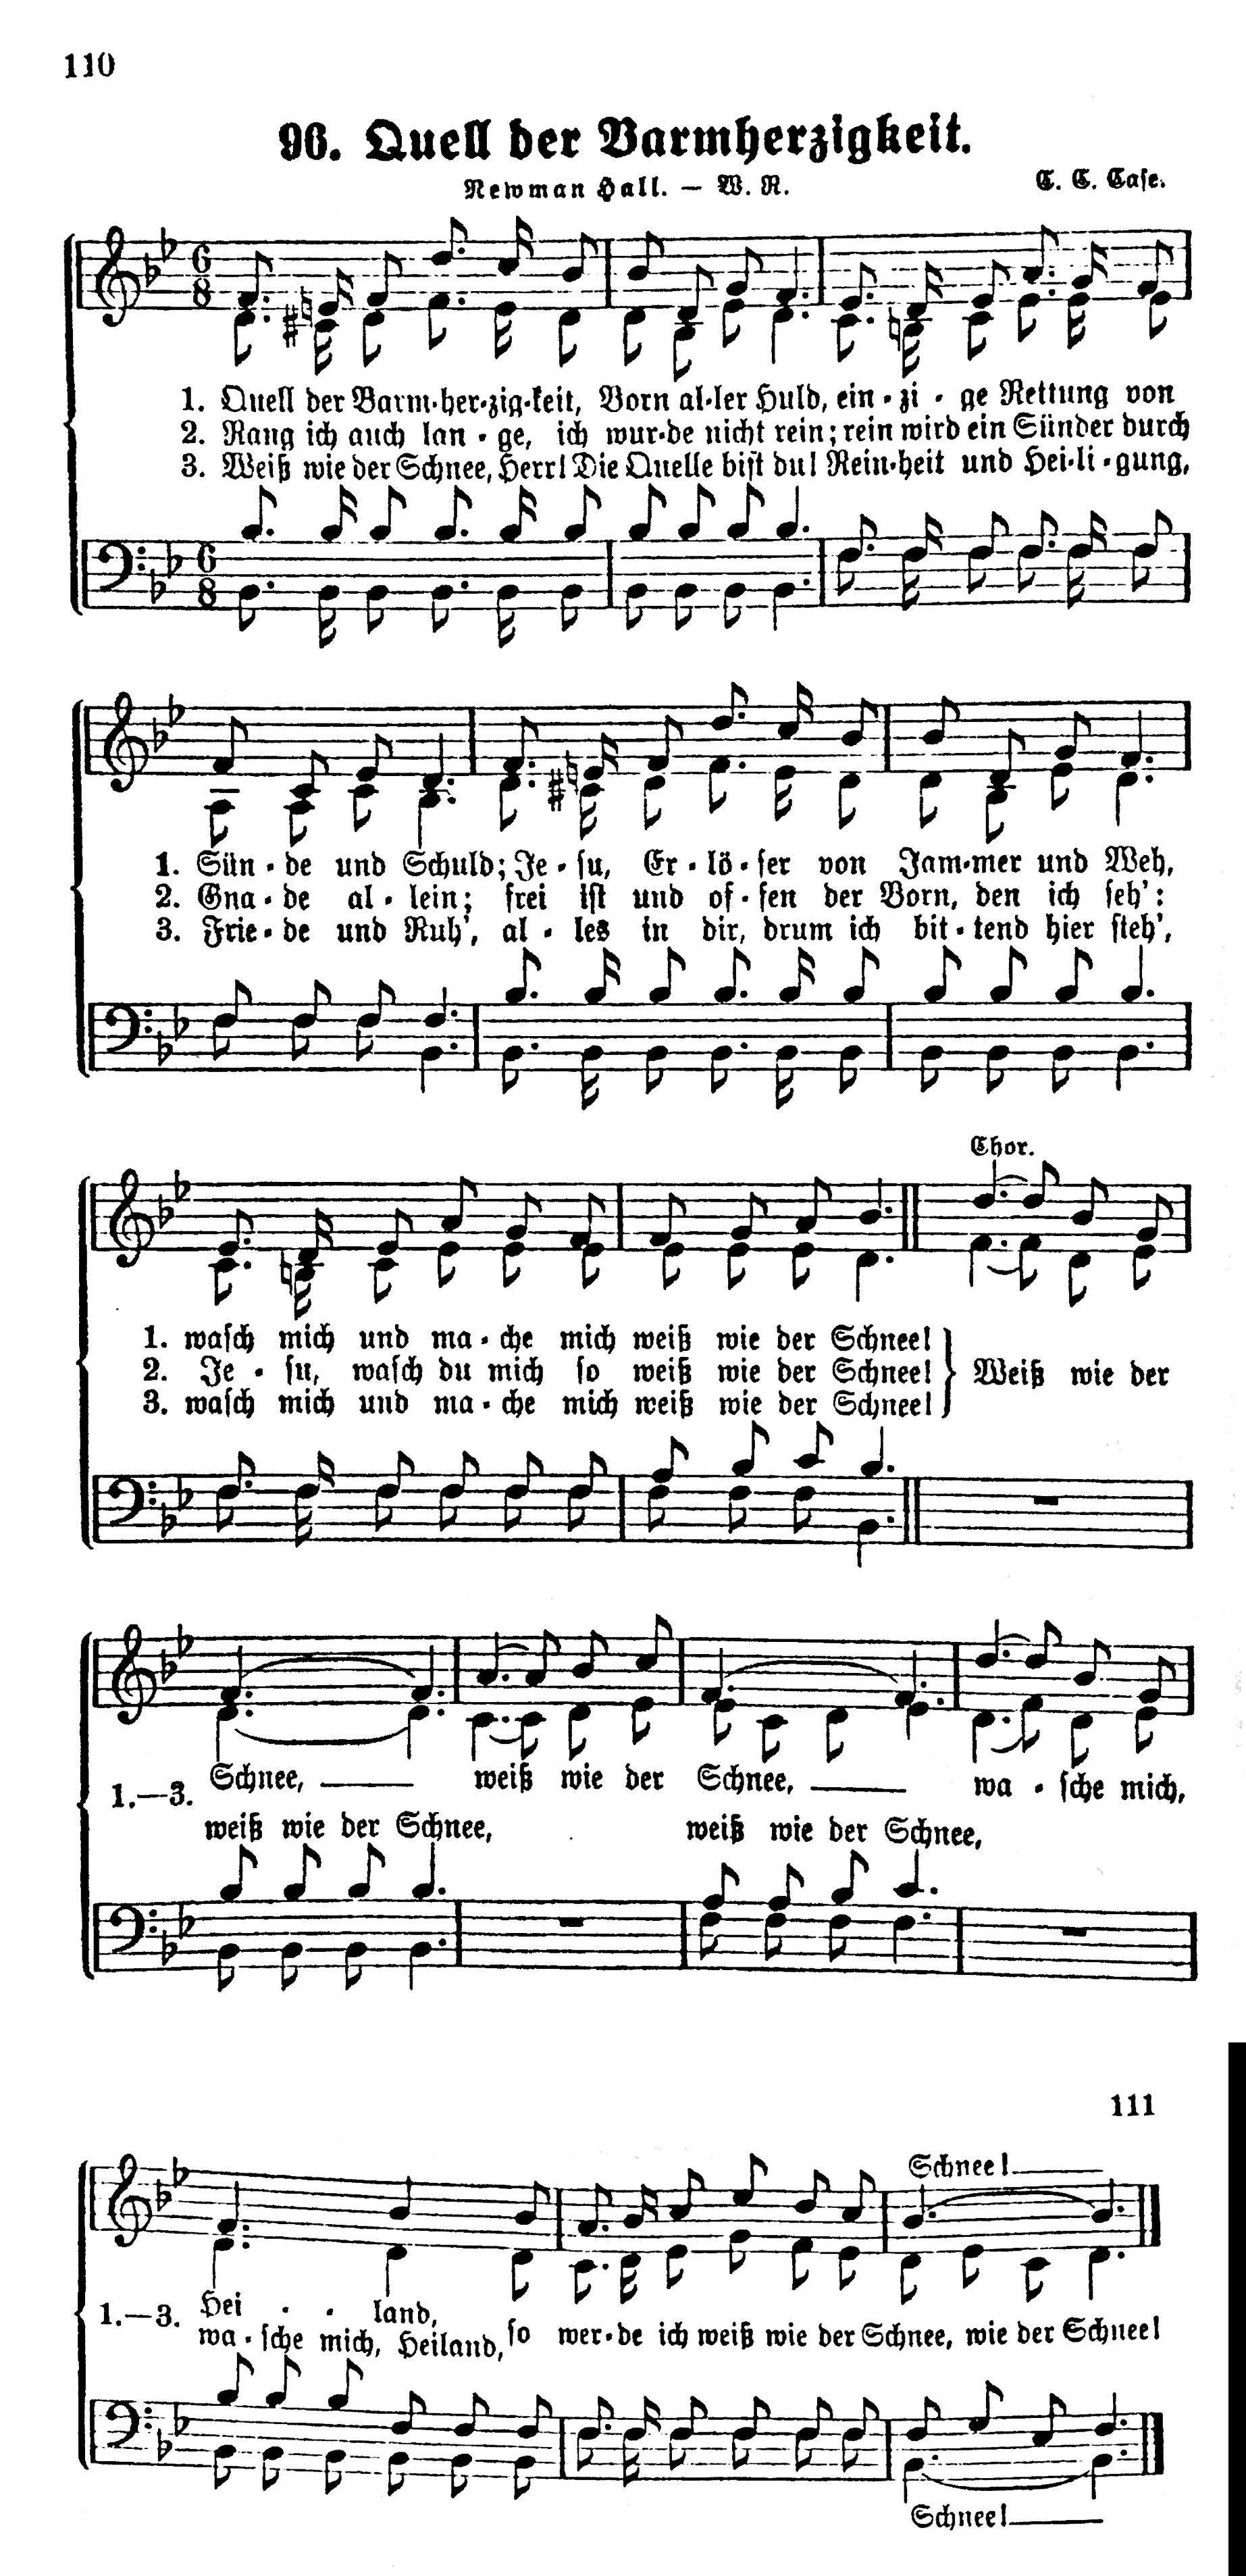 110
96. Quell der Barmherzigkeit.
Newman Hall. — W. R.
C. C. Case.
1. Quell der Barm·her·zig·keit, Born al·ler Huld, ein · zi · ge Rettung von
2. Rang ich auch lan · ge, ich wur·de nicht rein; rein wird ein Sünder durch
3. Weiß wie der Schnee, Herr! Die Quelle bist du! Rein·heit und Hei·li·gung,
1. Sün · de und Schuld; Je · su, Er · lö · ser von Jam·mer und Weh,
2. Gna · de al · lein; frei ist und of · fen der Born, den ich seh':
3. Frie · de und Ruh', al · les in dir, drum ich bit · tend hier steh',
Chor.
1. wasch mich und ma · che mich weiß wie der Schnee!
2. Je · su, wasch du mich so weiß wie der Schnee! } Weiß wie der
3. wasch mich und ma · che mich weiß wie der Schnee!
1.—3. Schnee, weiß wie der Schnee, wa · sche mich,
weiß wie der Schnee, weiß wie der Schnee,
111
Schnee!
1.—3. Hei · · land,
wa · sche mich, Heiland, so wer·de ich weiß wie der Schnee, wie der Schnee!
Schnee!